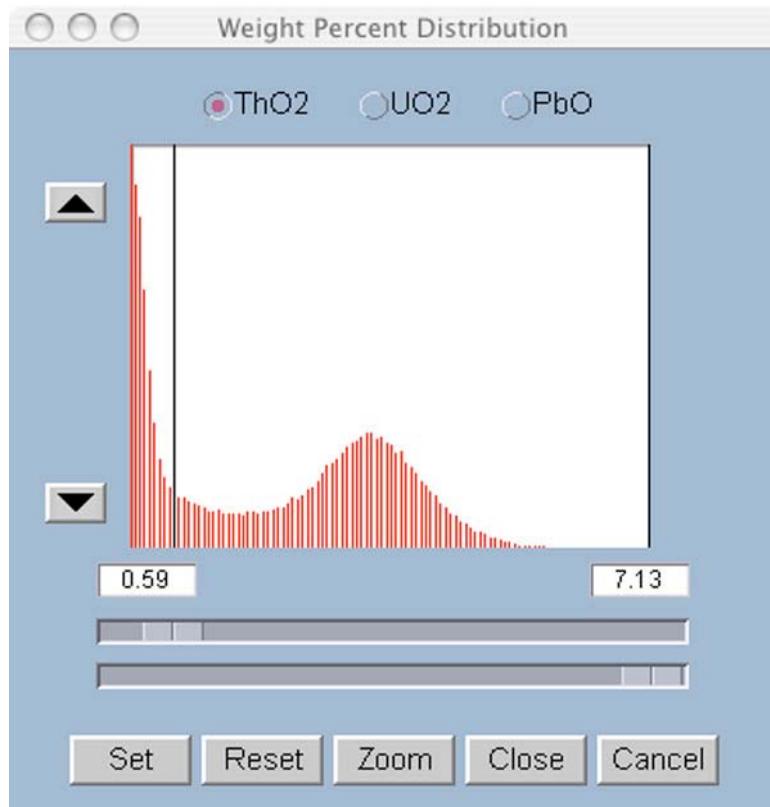 Weight Percent Distribution
ThO2 UO2 PbO
0.59 7.13
Set Reset Zoom Close Cancel